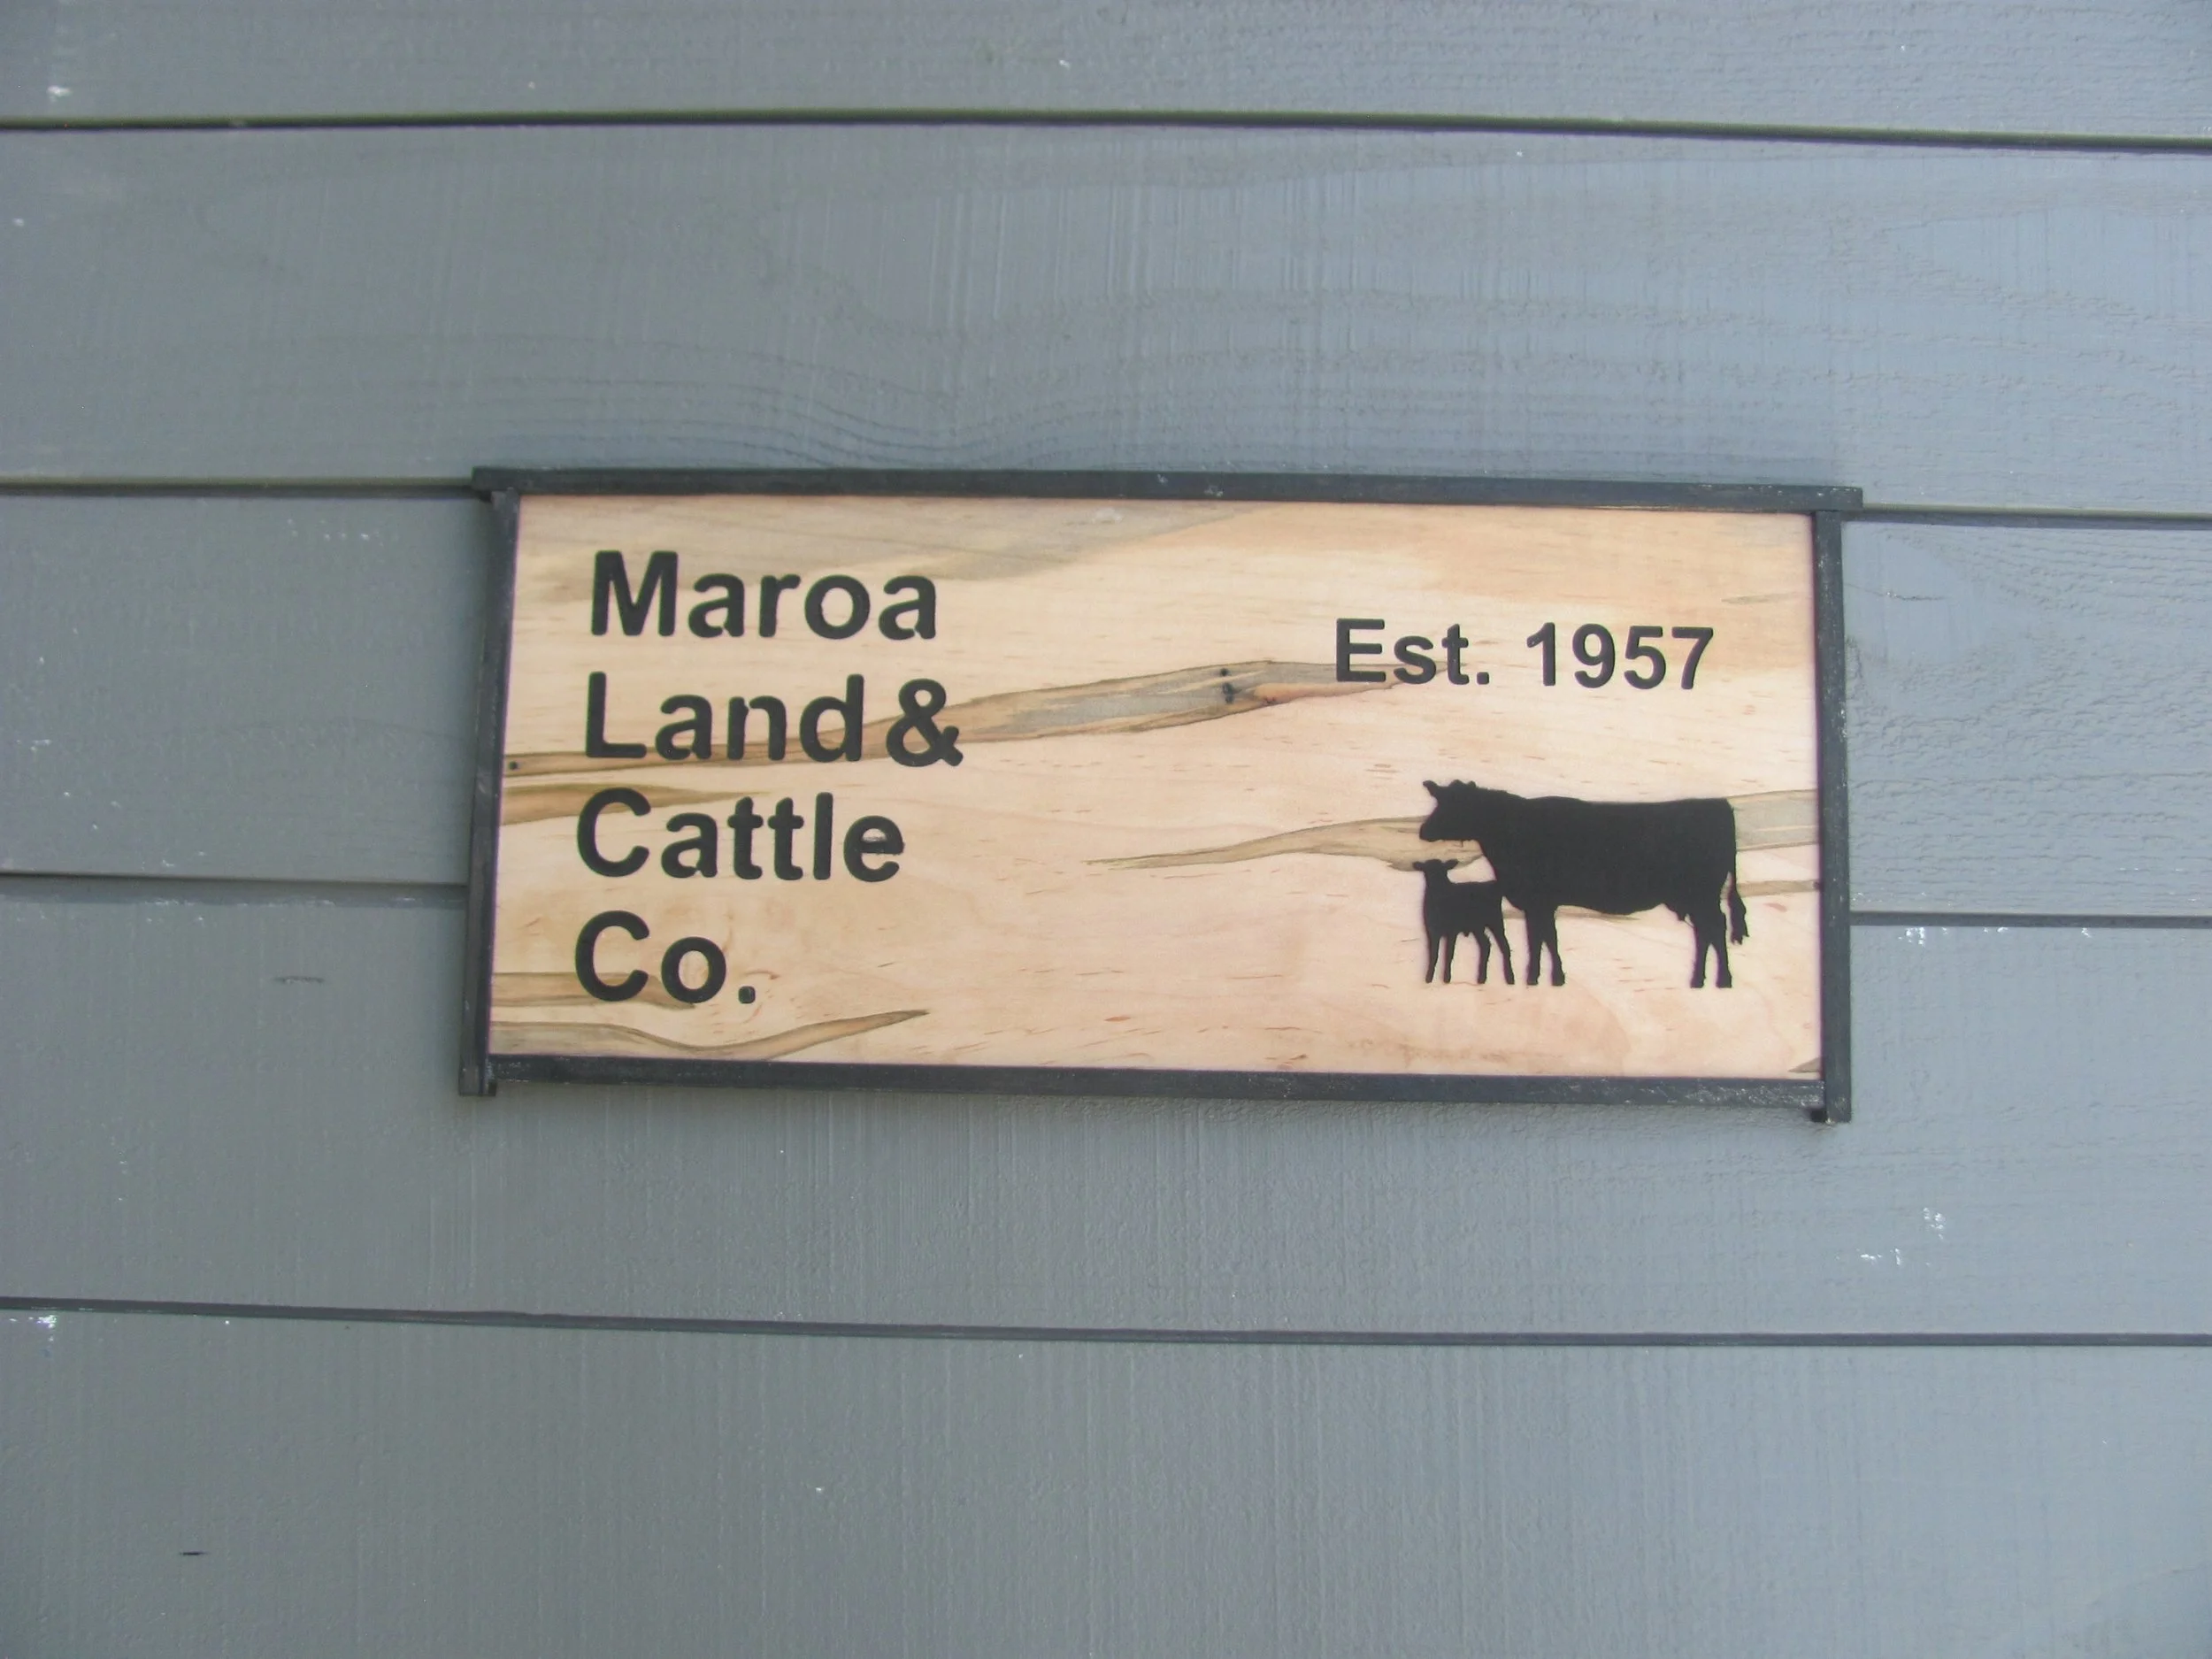 Maroa
Land &
Cattle
Co.
Est. 1957